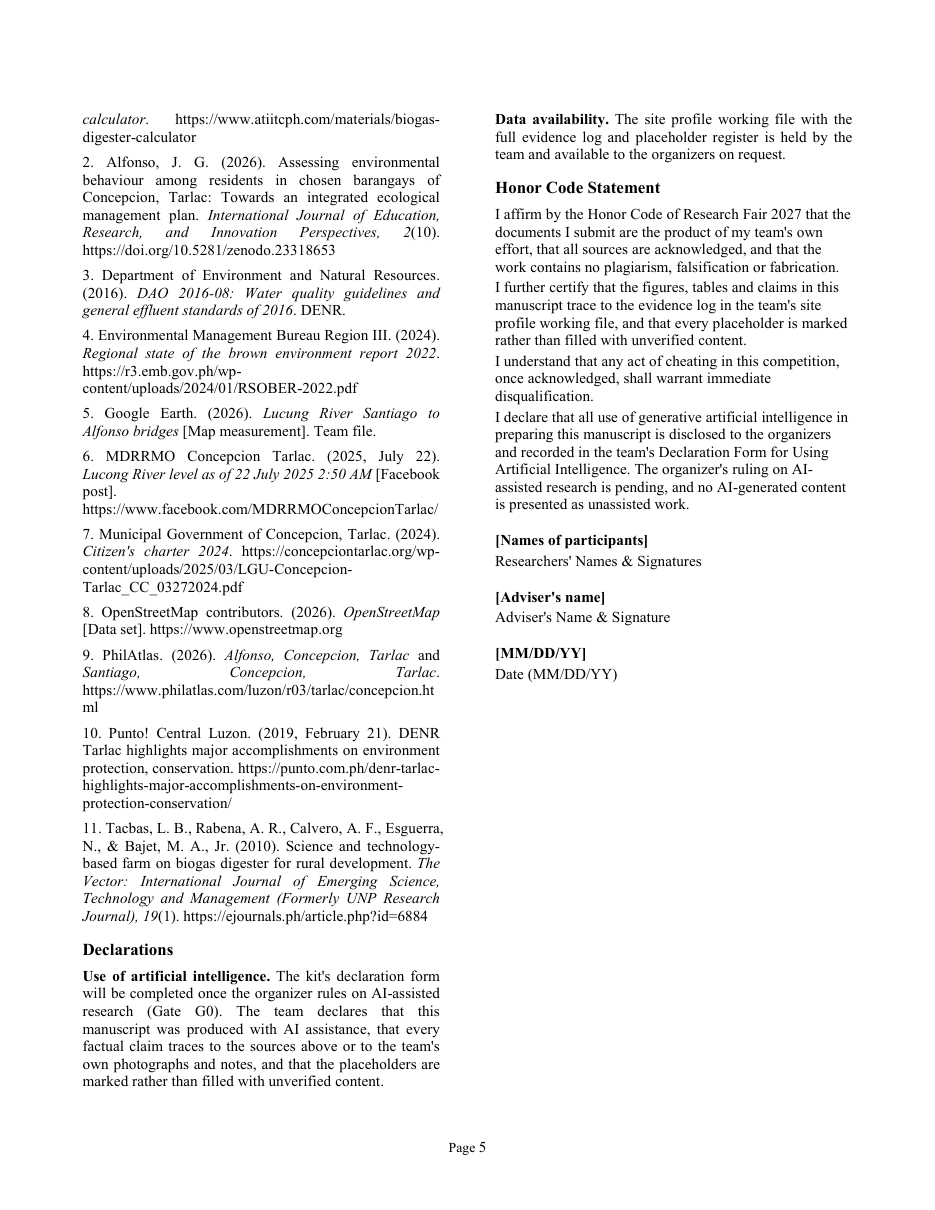 calculator. https://www.atiitcph.com/materials/biogas-
digester-calculator
2. Alfonso, J. G. (2026). Assessing environmental
behaviour among residents in chosen barangays of
Concepcion, Tarlac: Towards an integrated ecological
management plan. International Journal of Education,
Research, and Innovation Perspectives, 2(10).
https://doi.org/10.5281/zenodo.23318653
3. Department of Environment and Natural Resources.
(2016). DAO 2016-08: Water quality guidelines and
general effluent standards of 2016. DENR.
4. Environmental Management Bureau Region III. (2024).
Regional state of the brown environment report 2022.
https://r3.emb.gov.ph/wp-
content/uploads/2024/01/RSOBER-2022.pdf
5. Google Earth. (2026). Lucung River Santiago to
Alfonso bridges [Map measurement]. Team file.
6. MDRRMO Concepcion Tarlac. (2025, July 22).
Lucong River level as of 22 July 2025 2:50 AM [Facebook
post].
https://www.facebook.com/MDRRMOConcepcionTarlac/
7. Municipal Government of Concepcion, Tarlac. (2024).
Citizen's charter 2024. https://concepciontarlac.org/wp-
content/uploads/2025/03/LGU-Concepcion-
Tarlac_CC_03272024.pdf
8. OpenStreetMap contributors. (2026). OpenStreetMap
[Data set]. https://www.openstreetmap.org
9. PhilAtlas. (2026). Alfonso, Concepcion, Tarlac and
Santiago, Concepcion, Tarlac.
https://www.philatlas.com/luzon/r03/tarlac/concepcion.ht
ml
10. Punto! Central Luzon. (2019, February 21). DENR
Tarlac highlights major accomplishments on environment
protection, conservation. https://punto.com.ph/denr-tarlac-
highlights-major-accomplishments-on-environment-
protection-conservation/
11. Tacbas, L. B., Rabena, A. R., Calvero, A. F., Esguerra,
N., & Bajet, M. A., Jr. (2010). Science and technology-
based farm on biogas digester for rural development. The
Vector: International Journal of Emerging Science,
Technology and Management (Formerly UNP Research
Journal), 19(1). https://ejournals.ph/article.php?id=6884
Declarations
Use of artificial intelligence. The kit's declaration form
will be completed once the organizer rules on AI-assisted
research (Gate G0). The team declares that this
manuscript was produced with AI assistance, that every
factual claim traces to the sources above or to the team's
own photographs and notes, and that the placeholders are
marked rather than filled with unverified content.
Data availability. The site profile working file with the
full evidence log and placeholder register is held by the
team and available to the organizers on request.
Honor Code Statement
I affirm by the Honor Code of Research Fair 2027 that the
documents I submit are the product of my team's own
effort, that all sources are acknowledged, and that the
work contains no plagiarism, falsification or fabrication.
I further certify that the figures, tables and claims in this
manuscript trace to the evidence log in the team's site
profile working file, and that every placeholder is marked
rather than filled with unverified content.
I understand that any act of cheating in this competition,
once acknowledged, shall warrant immediate
disqualification.
I declare that all use of generative artificial intelligence in
preparing this manuscript is disclosed to the organizers
and recorded in the team's Declaration Form for Using
Artificial Intelligence. The organizer's ruling on AI-
assisted research is pending, and no AI-generated content
is presented as unassisted work.
[Names of participants]
Researchers' Names & Signatures
[Adviser's name]
Adviser's Name & Signature
[MM/DD/YY]
Date (MM/DD/YY)
Page 5